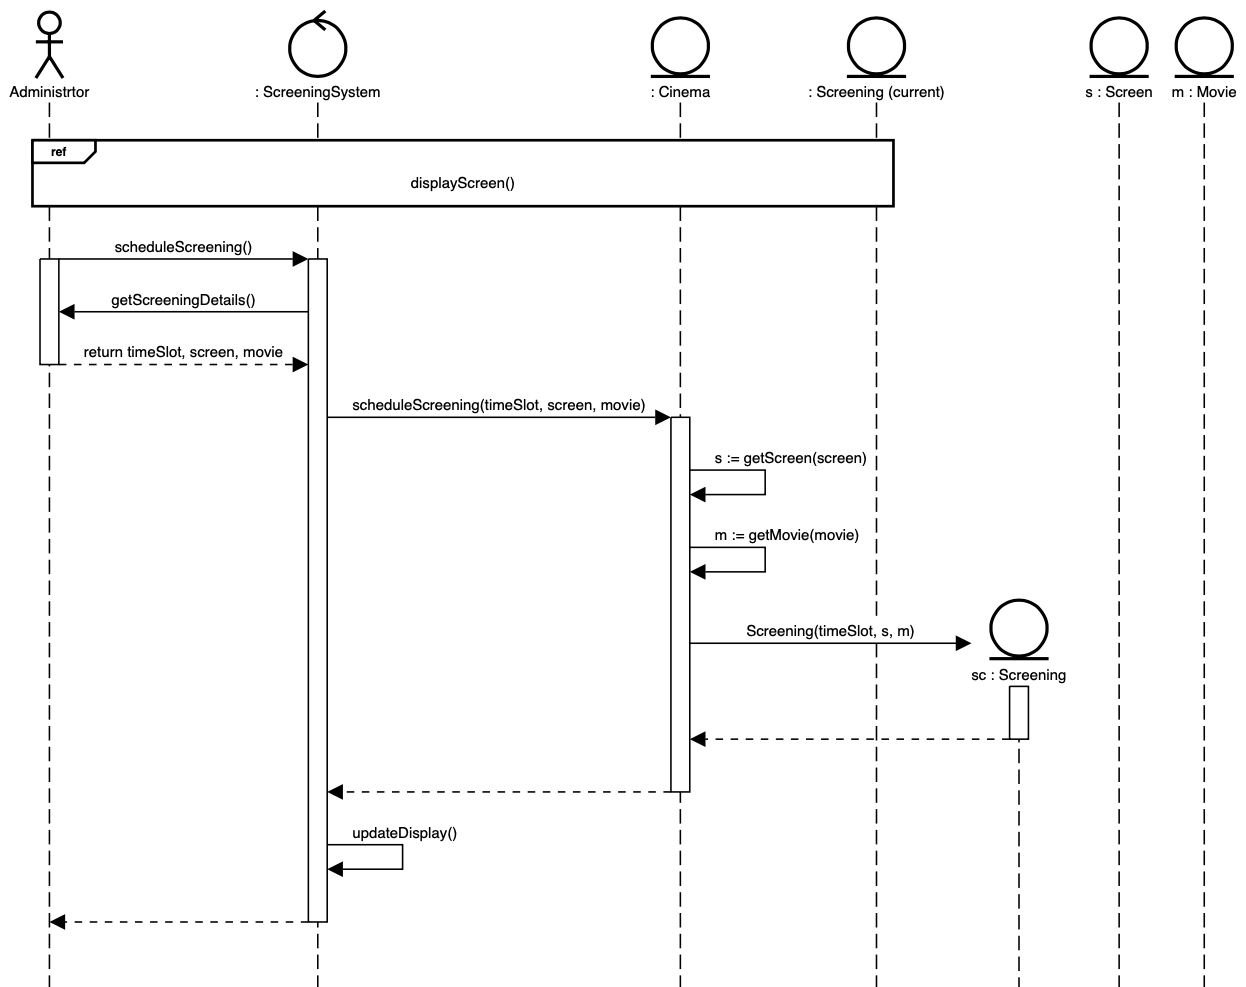 Administrtor
: ScreeningSystem
: Cinema
: Screening (current)
s : Screen
m : Movie
ref
displayScreen()
scheduleScreening()
getScreeningDetails()
return timeSlot, screen, movie
scheduleScreening(timeSlot, screen, movie)
s := getScreen(screen)
m := getMovie(movie)
Screening(timeSlot, s, m)
sc : Screening
updateDisplay()